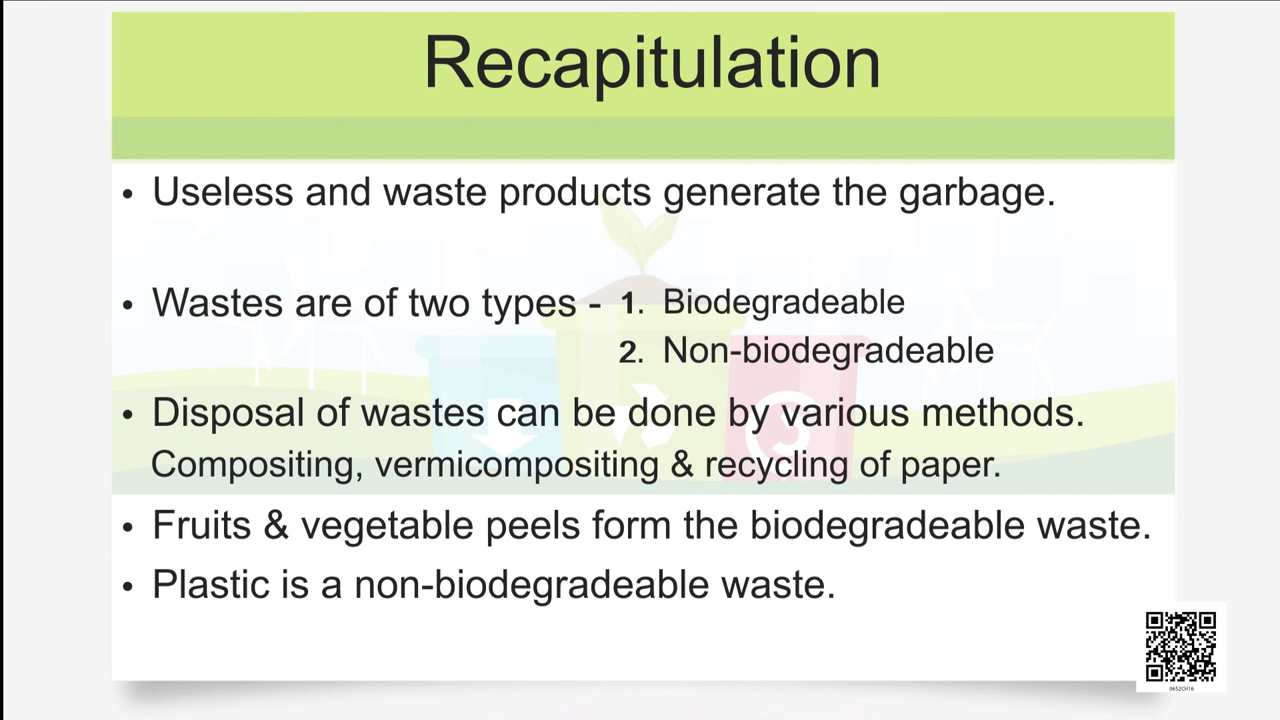 Recapitulation
• Useless and waste products generate the garbage.
• Wastes are of two types - 1. Biodegradeable
2. Non-biodegradeable
• Disposal of wastes can be done by various methods.
Compositing, vermicompositing & recycling of paper.
• Fruits & vegetable peels form the biodegradeable waste.
• Plastic is a non-biodegradeable waste.
0652CH16